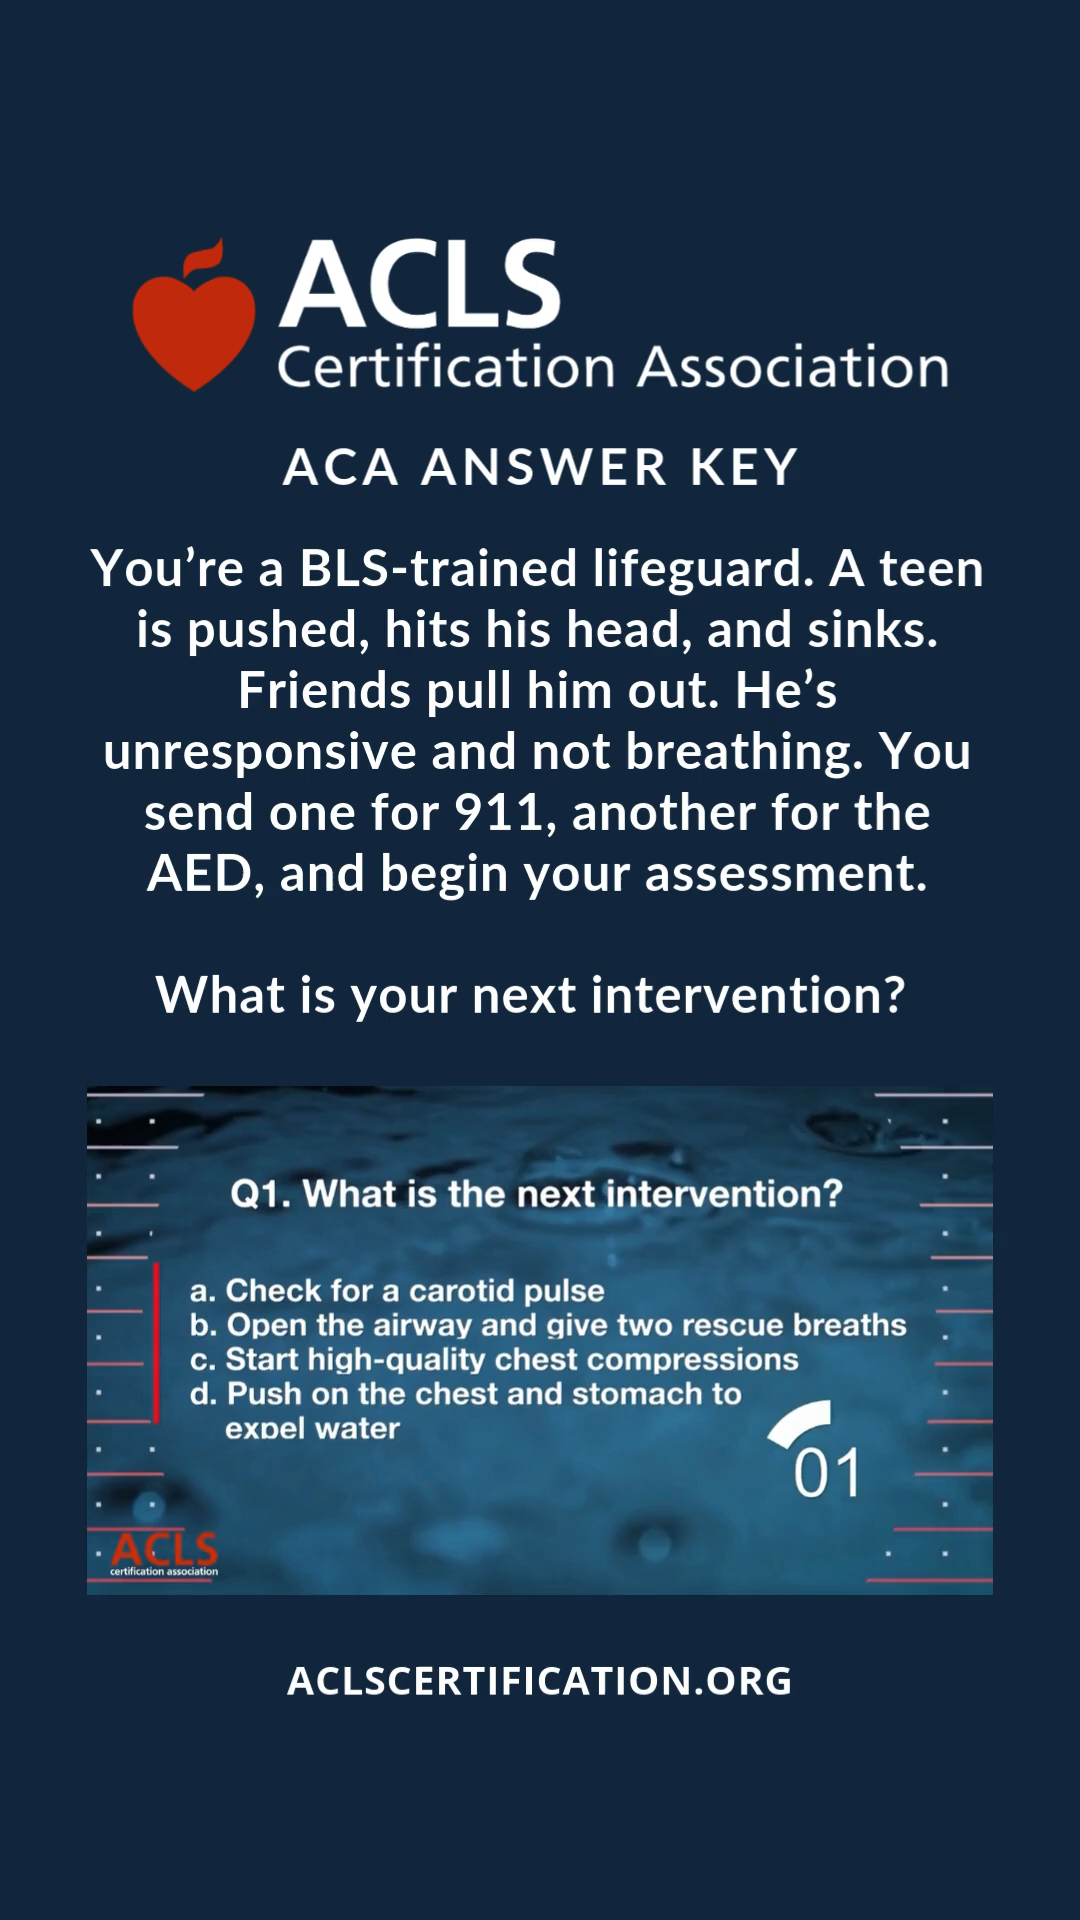 ACLS
Certification Association
ACA ANSWER KEY
You’re a BLS-trained lifeguard. A teen
is pushed, hits his head, and sinks.
Friends pull him out. He’s
unresponsive and not breathing. You
send one for 911, another for the
AED, and begin your assessment.
What is your next intervention?
Q1. What is the next intervention?
a. Check for a carotid pulse
b. Open the airway and give two rescue breaths
c. Start high-quality chest compressions
d. Push on the chest and stomach to
expel water
01
ACLS
certification association
ACLSCERTIFICATION.ORG